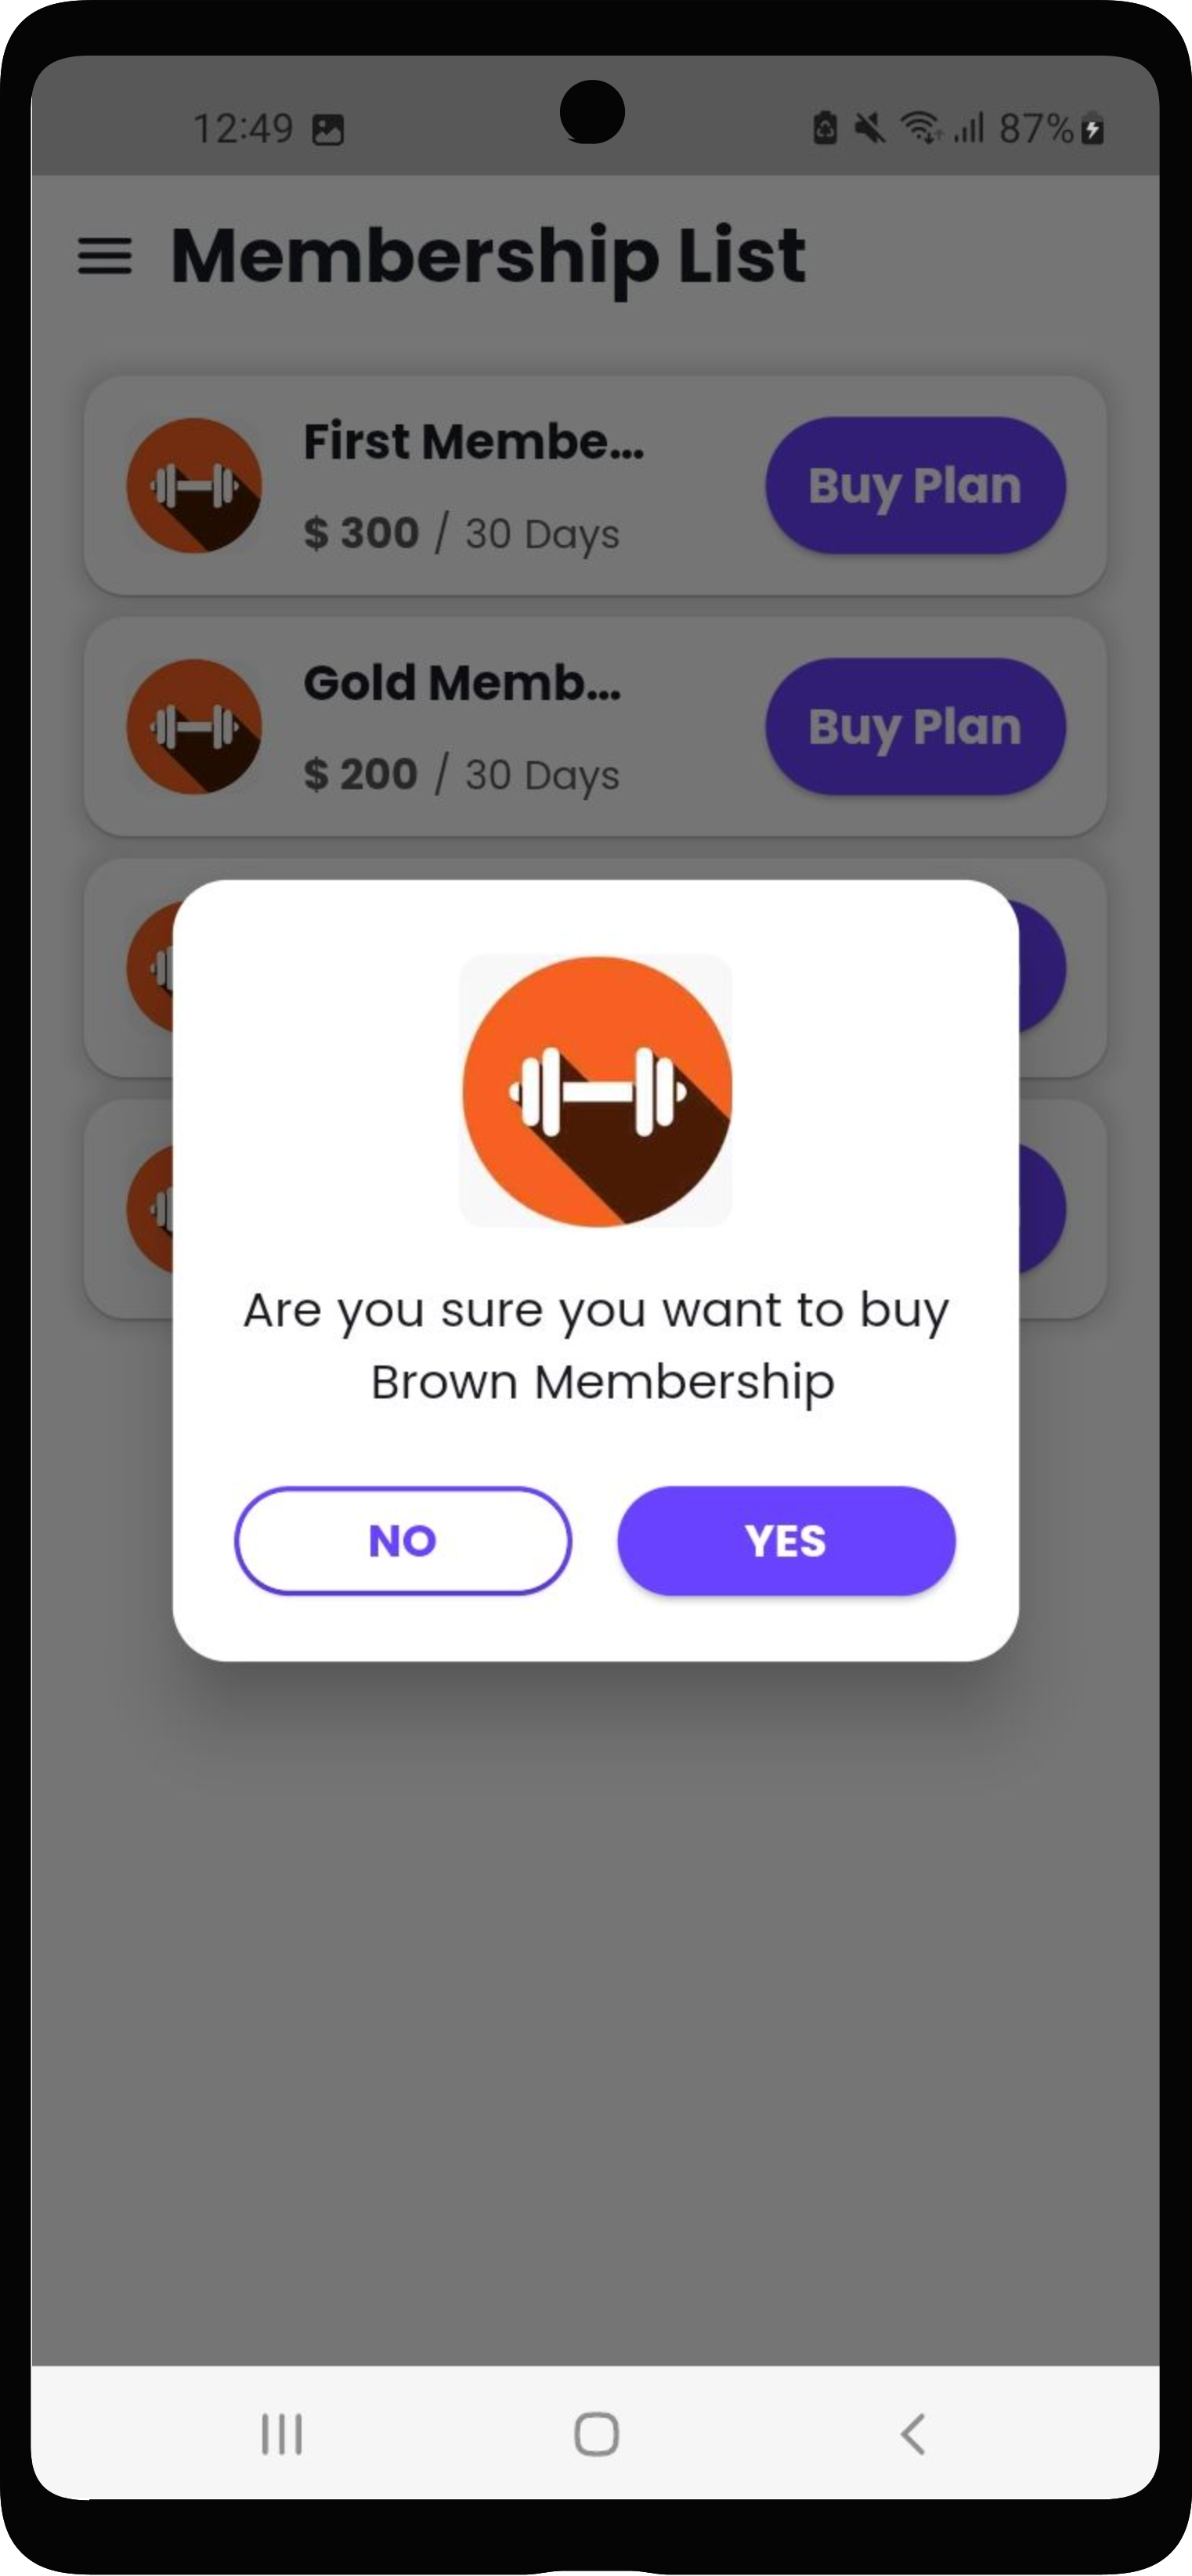 12:49 87%
Membership List
First Membe...
$ 300 / 30 Days
Buy Plan
Gold Memb...
$ 200 / 30 Days
Buy Plan
Are you sure you want to buy
Brown Membership
NO YES